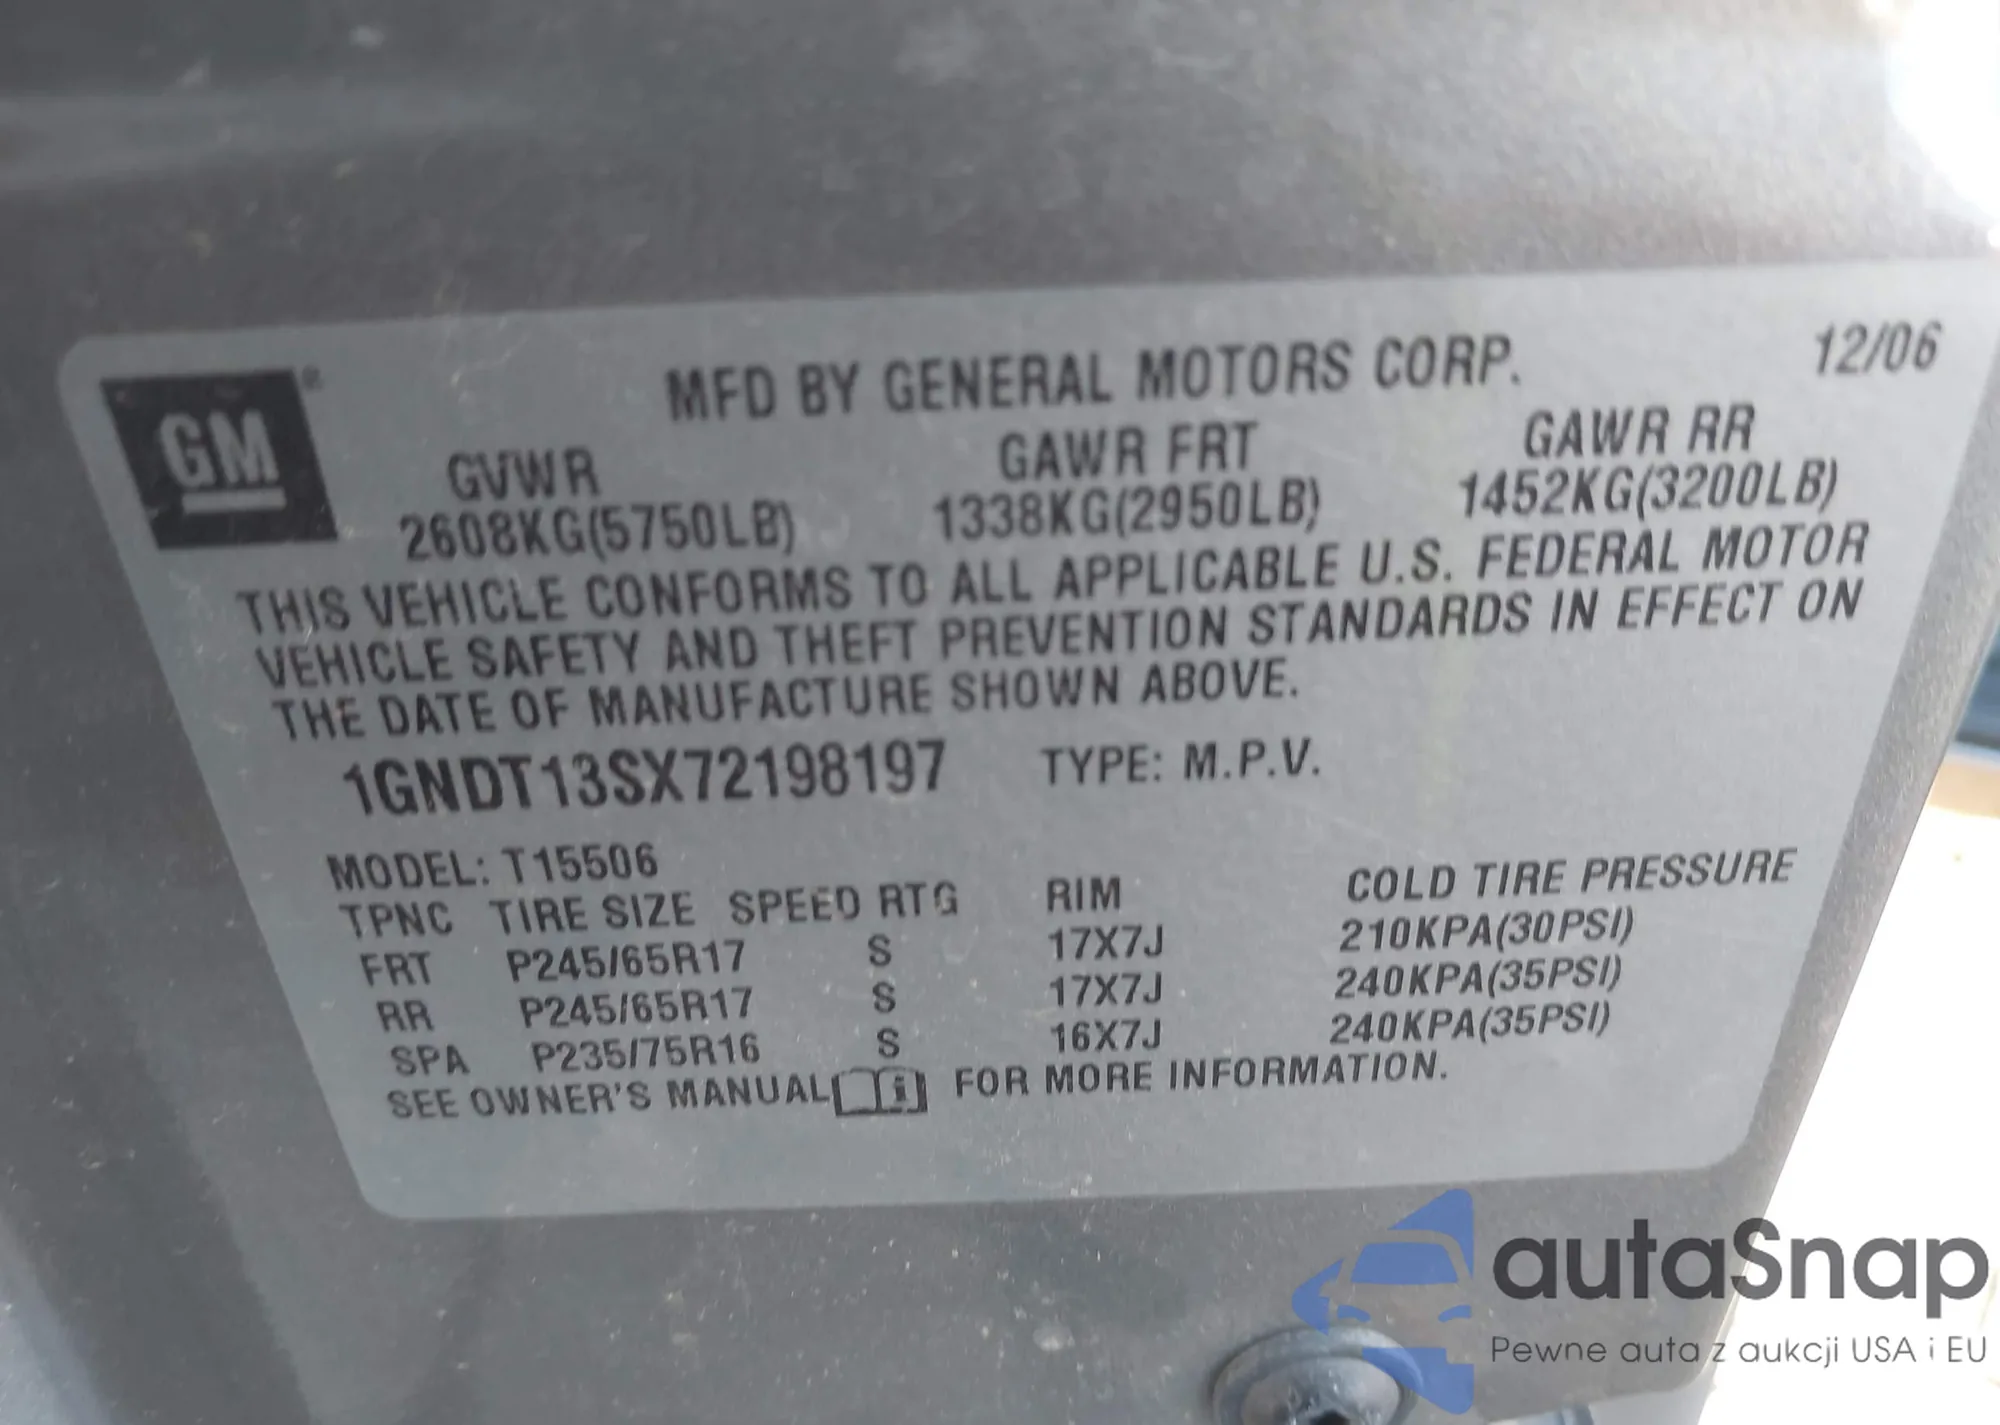 MFD BY GENERAL MOTORS CORP. 12/06
GM®
GVWR GAWR FRT GAWR RR
2608KG(5750LB) 1338KG(2950LB) 1452KG(3200LB)
THIS VEHICLE CONFORMS TO ALL APPLICABLE U.S. FEDERAL MOTOR
VEHICLE SAFETY AND THEFT PREVENTION STANDARDS IN EFFECT ON
THE DATE OF MANUFACTURE SHOWN ABOVE.
1GNDT13SX72198197 TYPE: M.P.V.
MODEL: T15506
TPNC TIRE SIZE SPEED RTG RIM COLD TIRE PRESSURE
FRT P245/65R17 S 17X7J 210KPA(30PSI)
RR P245/65R17 S 17X7J 240KPA(35PSI)
SPA P235/75R16 S 16X7J 240KPA(35PSI)
SEE OWNER'S MANUAL i FOR MORE INFORMATION.
autaSnap
Pewne auta z aukcji USA i EU